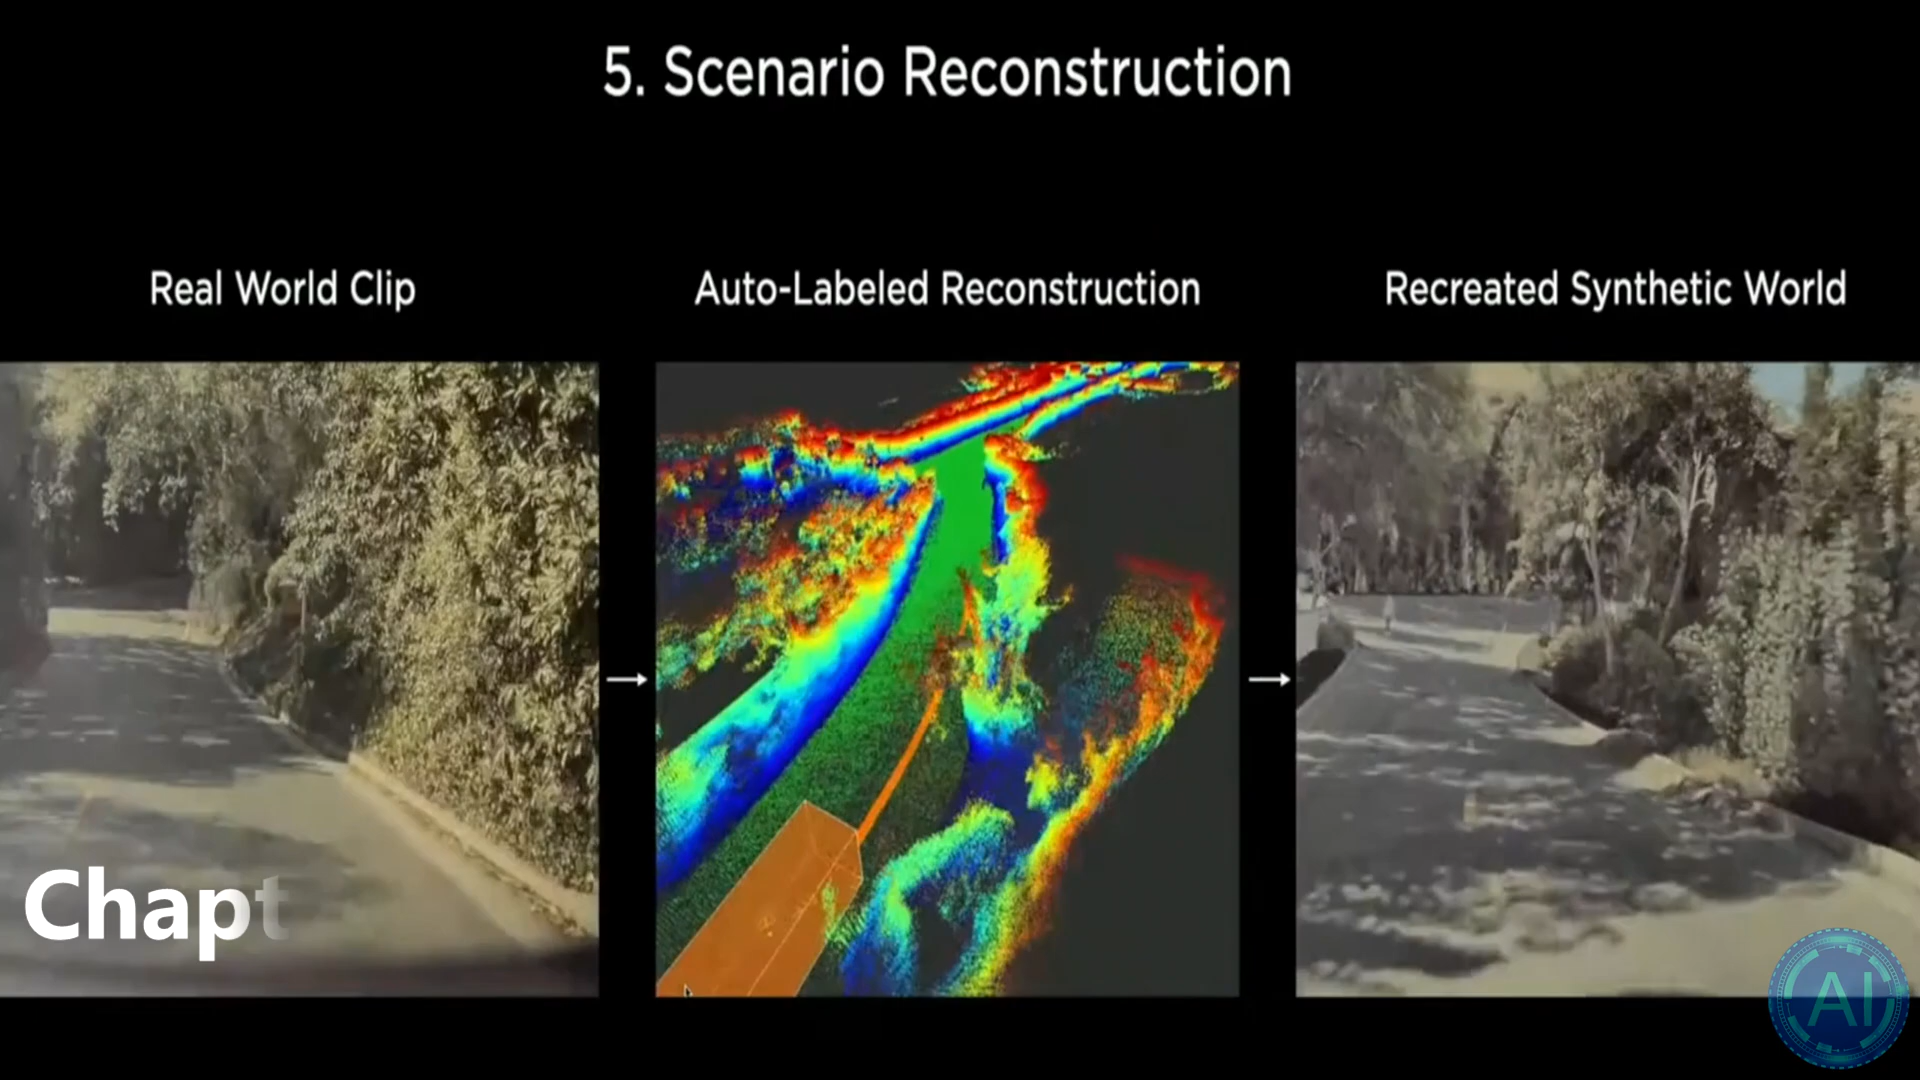 5. Scenario Reconstruction
Real World Clip
Auto-Labeled Reconstruction
Recreated Synthetic World
Chapt
AI